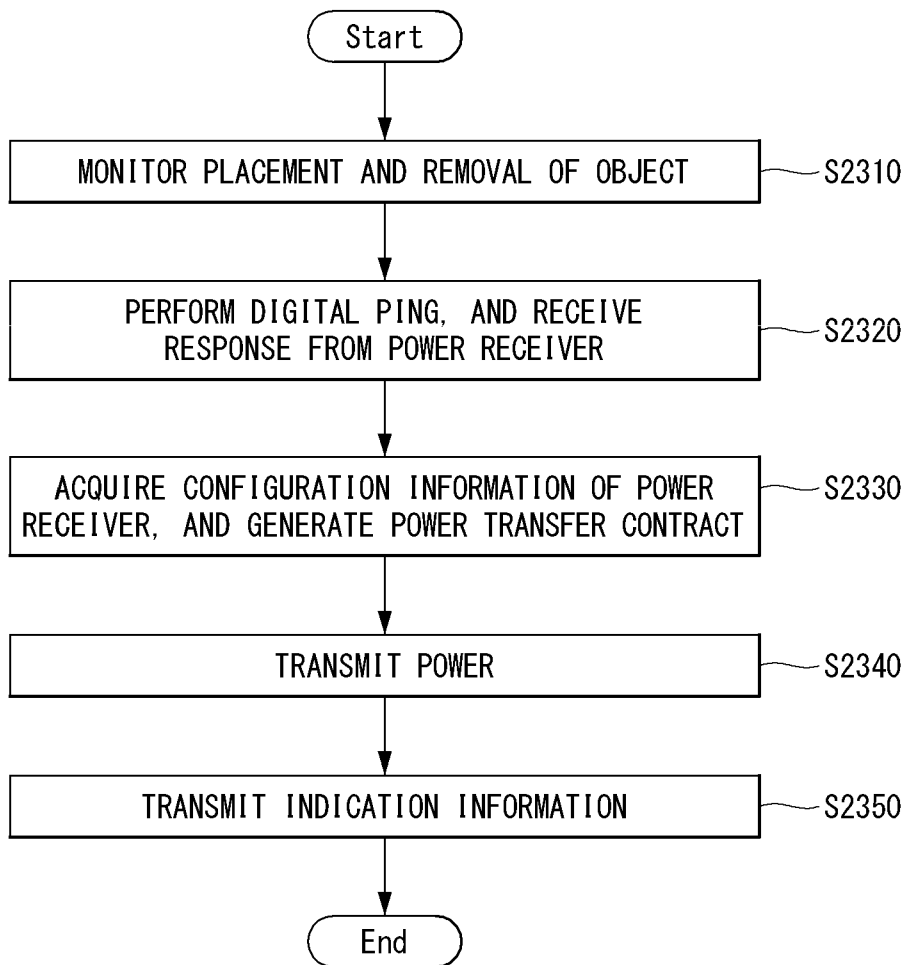 Start
MONITOR PLACEMENT AND REMOVAL OF OBJECT
S2310
PERFORM DIGITAL PING, AND RECEIVE
RESPONSE FROM POWER RECEIVER
S2320
ACQUIRE CONFIGURATION INFORMATION OF POWER
RECEIVER, AND GENERATE POWER TRANSFER CONTRACT
S2330
TRANSMIT POWER
S2340
TRANSMIT INDICATION INFORMATION
S2350
End